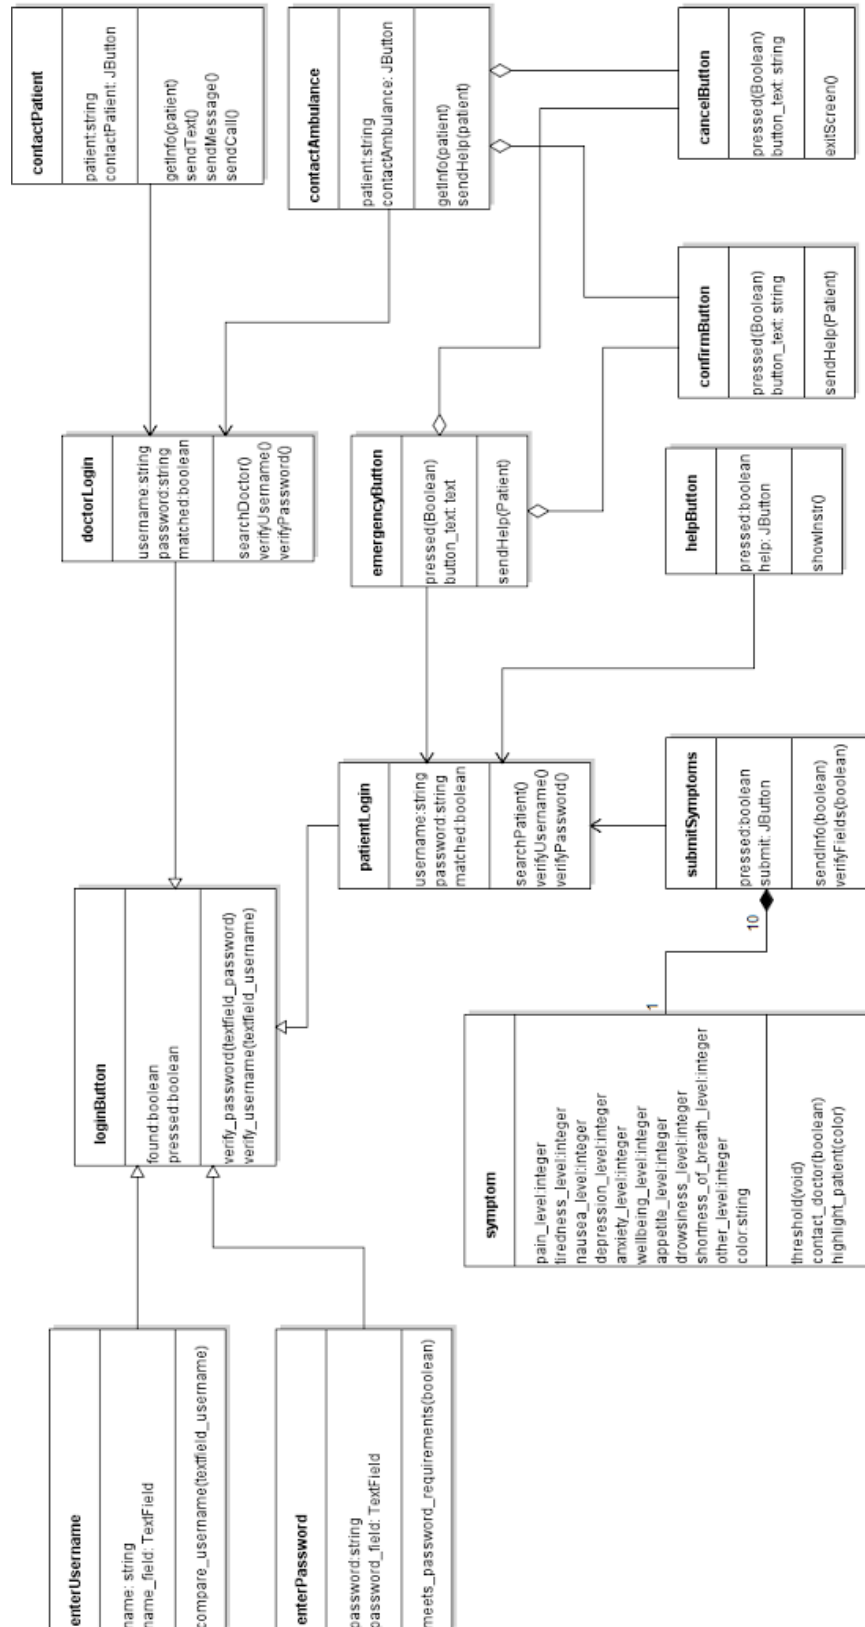 enterUsername
name: string
name_field: TextField
compare_username(textfield_username)
enterPassword
password:string
password_field: TextField
meets_password_requirements(boolean)
loginButton
found:boolean
pressed:boolean
verify_password(textfield_password)
verify_username(textfield_username)
symptom
pain_level:integer
tiredness_level:integer
nausea_level:integer
depression_level:integer
anxiety_level:integer
wellbeing_level:integer
appetite_level:integer
drowsiness_level:integer
shortness_of_breath_level:integer
other_level:integer
color:string
threshold(void)
contact_doctor(boolean)
highlight_patient(color)
1
10
patientLogin
username:string
password:string
matched:boolean
searchPatient()
verifyUsername()
verifyPassword()
submitSymptoms
pressed:boolean
submit: JButton
sendInfo(boolean)
verifyFields(boolean)
doctorLogin
username:string
password:string
matched:boolean
searchDoctor()
verifyUsername()
verifyPassword()
emergencyButton
pressed(Boolean)
button_text: text
sendHelp(Patient)
helpButton
pressed:boolean
help: JButton
showInstr()
contactPatient
patient:string
contactPatient: JButton
getInfo(patient)
sendText()
sendMessage()
sendCall()
contactAmbulance
patient:string
contactAmbulance: JButton
getInfo(patient)
sendHelp(patient)
confirmButton
pressed(Boolean)
button_text: string
sendHelp(Patient)
cancelButton
pressed(Boolean)
button_text: string
exitScreen()